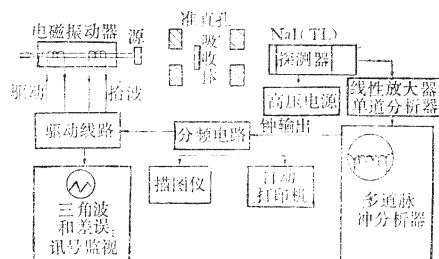 电磁振动器
源
准直孔
吸
收
体
NaI(TL)
探测器
驱动
拾波
高压电源
线性放大器
单道分析器
驱动线路
分频电路
钟输出
描图仪
自动
打印机
三角波
和差误
讯号监视
多道脉
冲分析器